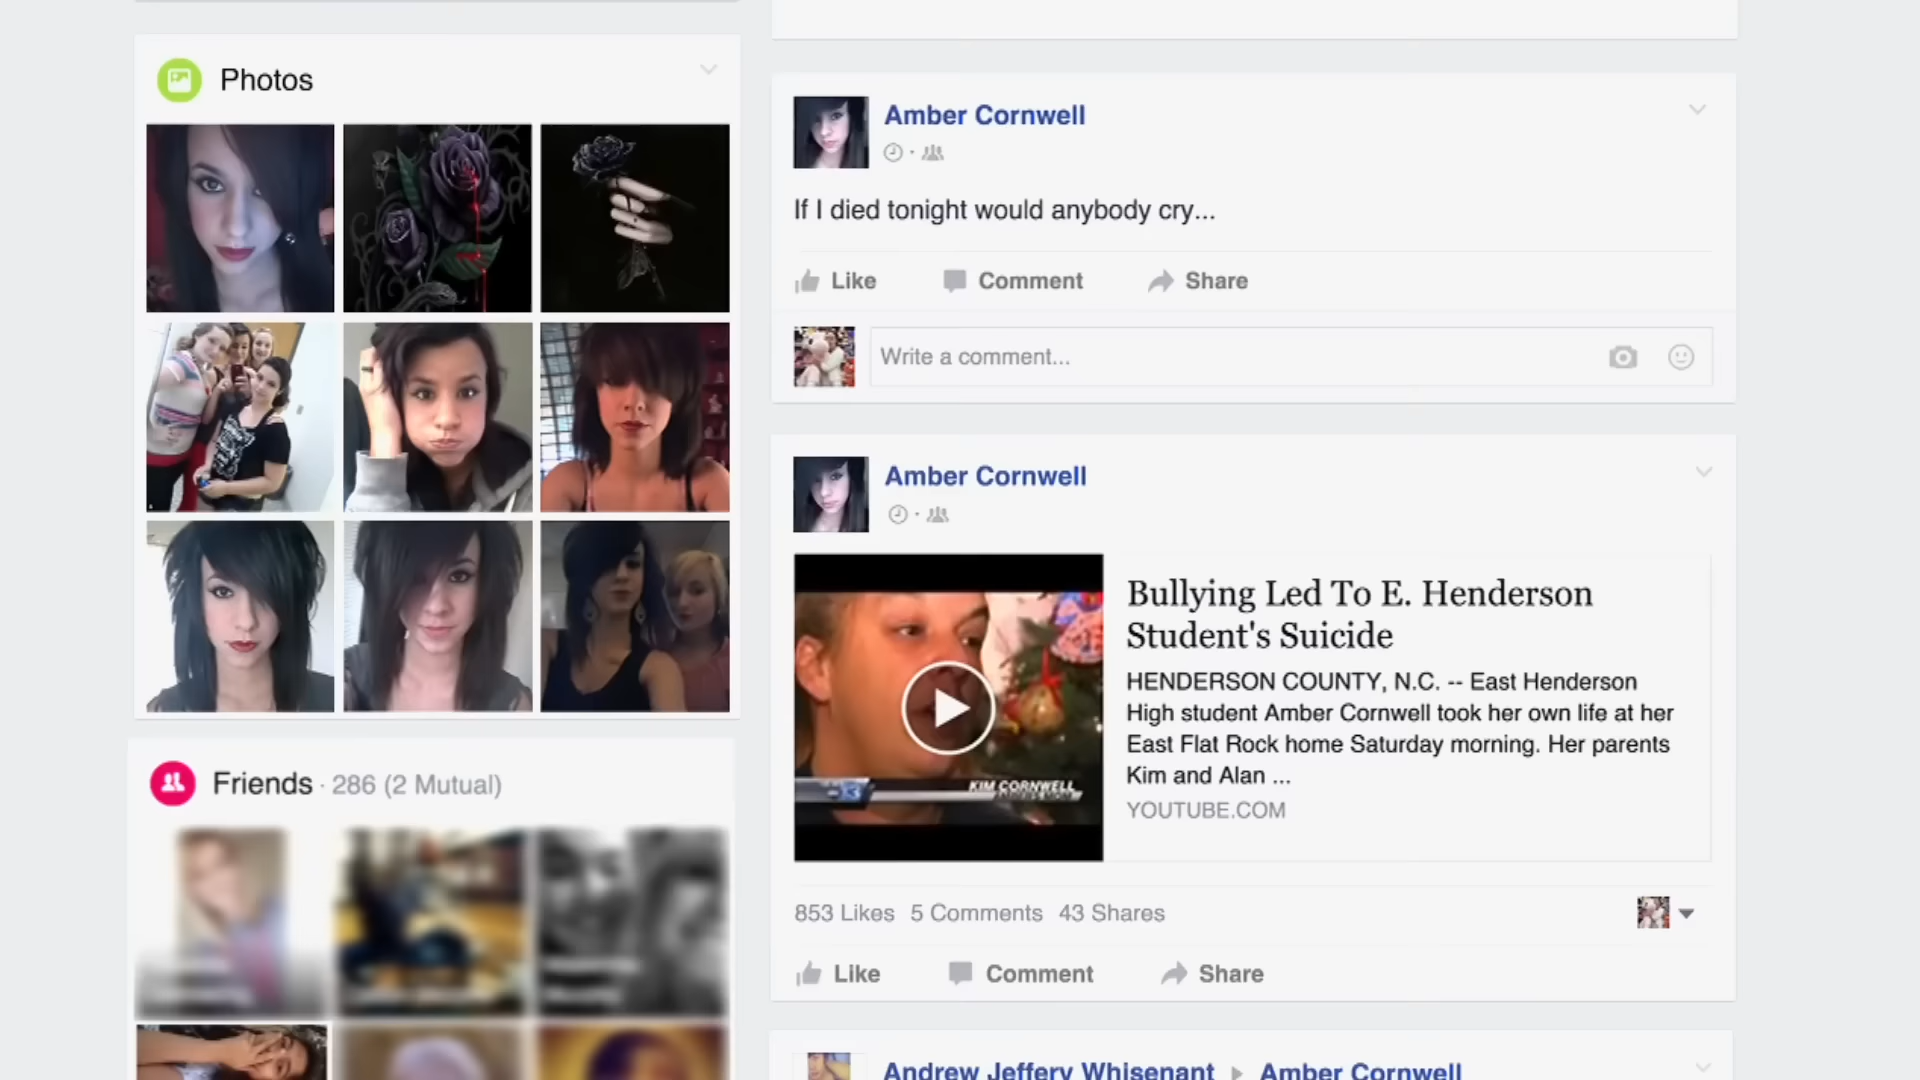 Photos
Friends · 286 (2 Mutual)
Amber Cornwell
If I died tonight would anybody cry...
Like Comment Share
Write a comment...
Amber Cornwell
KIM CORNWELL
Bullying Led To E. Henderson
Student's Suicide
HENDERSON COUNTY, N.C. -- East Henderson
High student Amber Cornwell took her own life at her
East Flat Rock home Saturday morning. Her parents
Kim and Alan ...
YOUTUBE.COM
853 Likes 5 Comments 43 Shares
Like Comment Share
Andrew Jeffery Whisenant Amber Cornwell